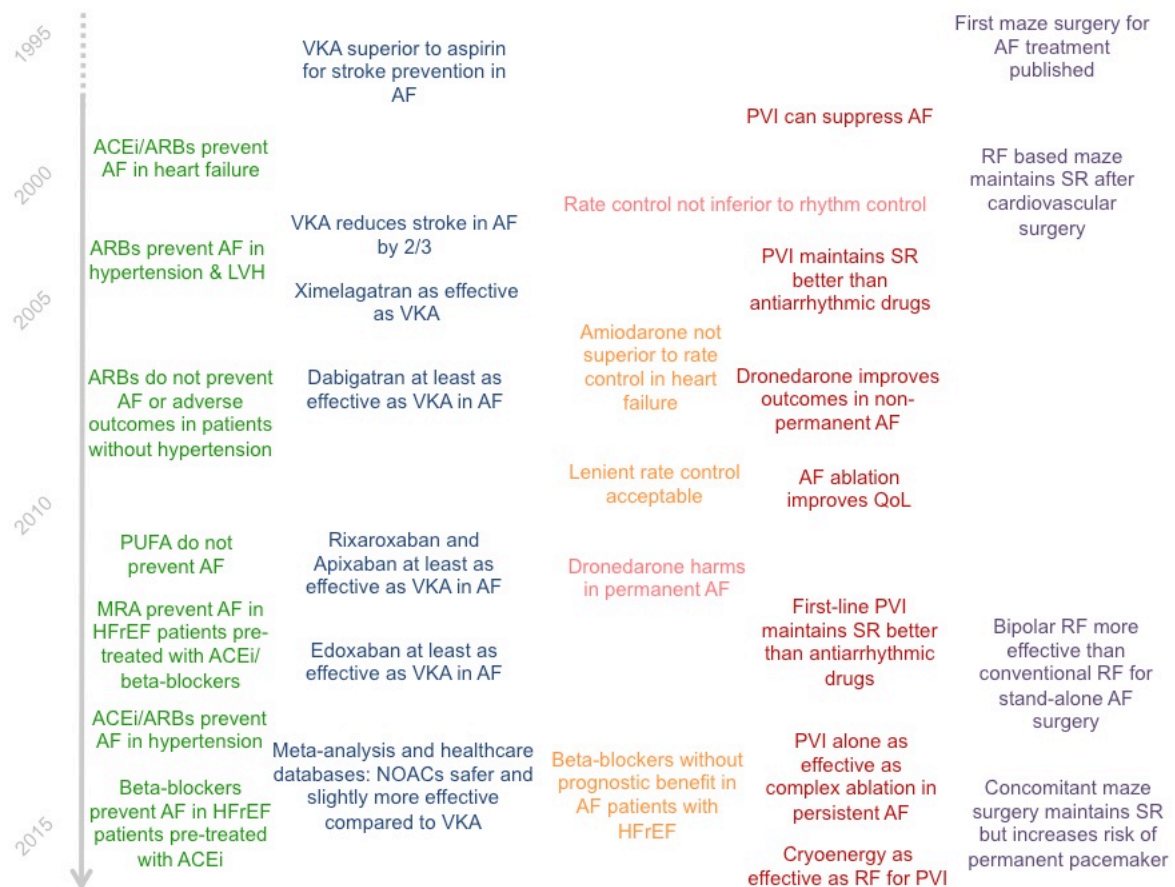 1995
2000
2005
2010
2015
ACEi/ARBs prevent
AF in heart failure
ARBs prevent AF in
hypertension & LVH
ARBs do not prevent
AF or adverse
outcomes in patients
without hypertension
PUFA do not
prevent AF
MRA prevent AF in
HFrEF patients pre-
treated with ACEi/
beta-blockers
ACEi/ARBs prevent
AF in hypertension
Beta-blockers
prevent AF in HFrEF
patients pre-treated
with ACEi
VKA superior to aspirin
for stroke prevention in
AF
VKA reduces stroke in AF
by 2/3
Ximelagatran as effective
as VKA
Dabigatran at least as
effective as VKA in AF
Rixaroxaban and
Apixaban at least as
effective as VKA in AF
Edoxaban at least as
effective as VKA in AF
Meta-analysis and healthcare
databases: NOACs safer and
slightly more effective
compared to VKA
Rate control not inferior to rhythm control
Amiodarone not
superior to rate
control in heart
failure
Lenient rate control
acceptable
Dronedarone harms
in permanent AF
Beta-blockers without
prognostic benefit in
AF patients with
HFrEF
PVI can suppress AF
PVI maintains SR
better than
antiarrhythmic drugs
Dronedarone improves
outcomes in non-
permanent AF
AF ablation
improves QoL
First-line PVI
maintains SR better
than antiarrhythmic
drugs
PVI alone as
effective as
complex ablation in
persistent AF
Cryoenergy as
effective as RF for PVI
First maze surgery for
AF treatment
published
RF based maze
maintains SR after
cardiovascular
surgery
Bipolar RF more
effective than
conventional RF for
stand-alone AF
surgery
Concomitant maze
surgery maintains SR
but increases risk of
permanent pacemaker